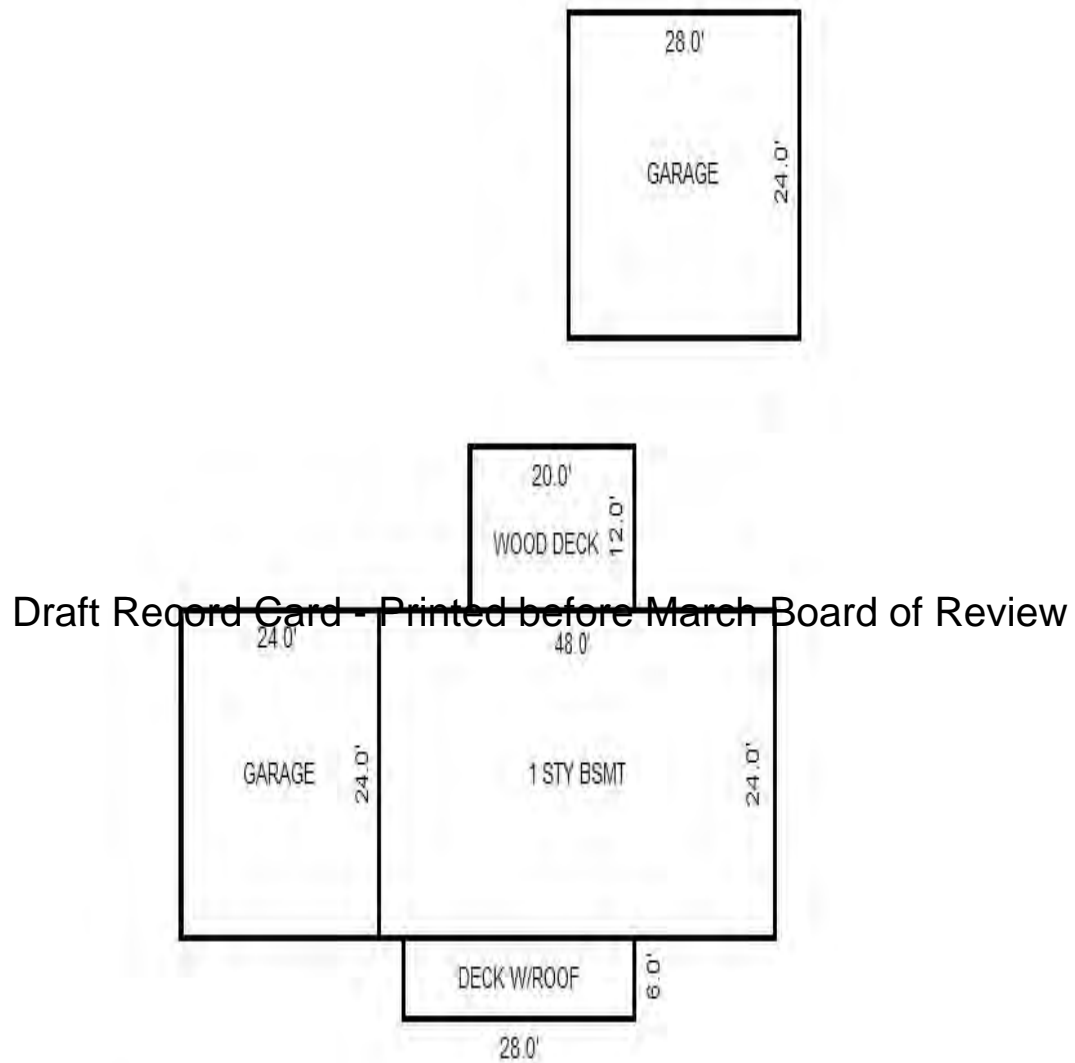 28.0'
GARAGE
24.0'
20.0'
WOOD DECK
12.0'
Draft Record Card - Printed before March Board of Review
24.0'
48.0'
GARAGE
24.0'
1 STY BSMT
24.0'
DECK W/ROOF
6.0'
28.0'